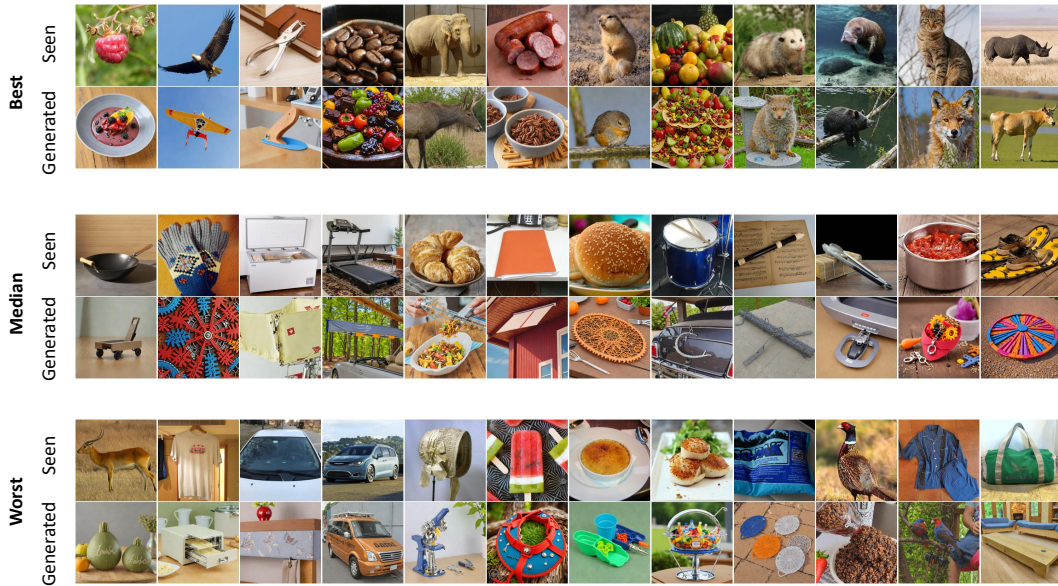 Best
Seen
Generated
Median
Seen
Generated
Worst
Seen
Generated